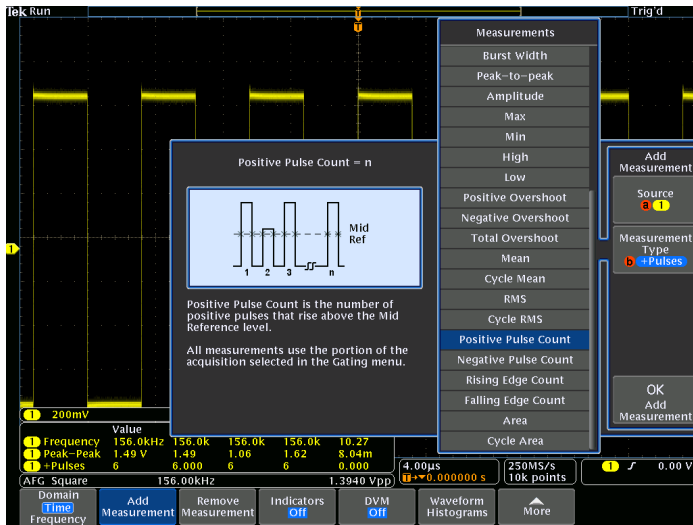 Tek Run
Trig'd
T
T
Measurements
Burst Width
Peak-to-peak
Amplitude
Max
Min
High
Low
Positive Overshoot
Negative Overshoot
Total Overshoot
Mean
Cycle Mean
RMS
Cycle RMS
Positive Pulse Count
Negative Pulse Count
Rising Edge Count
Falling Edge Count
Area
Cycle Area
Positive Pulse Count = n
Mid
Ref
1 2 3 n
Positive Pulse Count is the number of
positive pulses that rise above the Mid
Reference level.
All measurements use the portion of the
acquisition selected in the Gating menu.
Add
Measurement
Source
a 1
Measurement
Type
b +Pulses
OK
Add
Measurement
1
1 200mV
Value
1 Frequency 156.0kHz 156.0k 156.0k 156.0k 10.27
1 Peak-Peak 1.49 V 1.49 1.06 1.62 8.04m
1 +Pulses 6 6.000 6 6 0.000
AFG Square 156.00kHz 1.3940 Vpp
4.00µs
T→▼0.000000 s
250MS/s
10k points
1 0.00 V
Domain
Time
Frequency
Add
Measurement
Remove
Measurement
Indicators
Off
DVM
Off
Waveform
Histograms
More